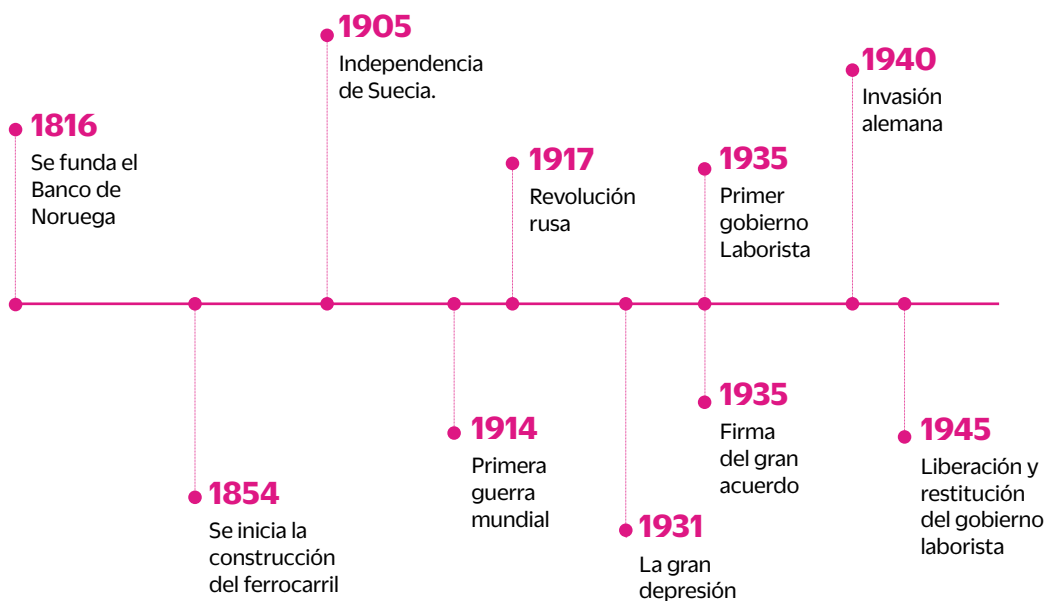 1816
Se funda el
Banco de
Noruega
1854
Se inicia la
construcción
del ferrocarril
1905
Independencia
de Suecia.
1914
Primera
guerra
mundial
1917
Revolución
rusa
1931
La gran
depresión
1935
Primer
gobierno
Laborista
1935
Firma
del gran
acuerdo
1940
Invasión
alemana
1945
Liberación y
restitución
del gobierno
laborista